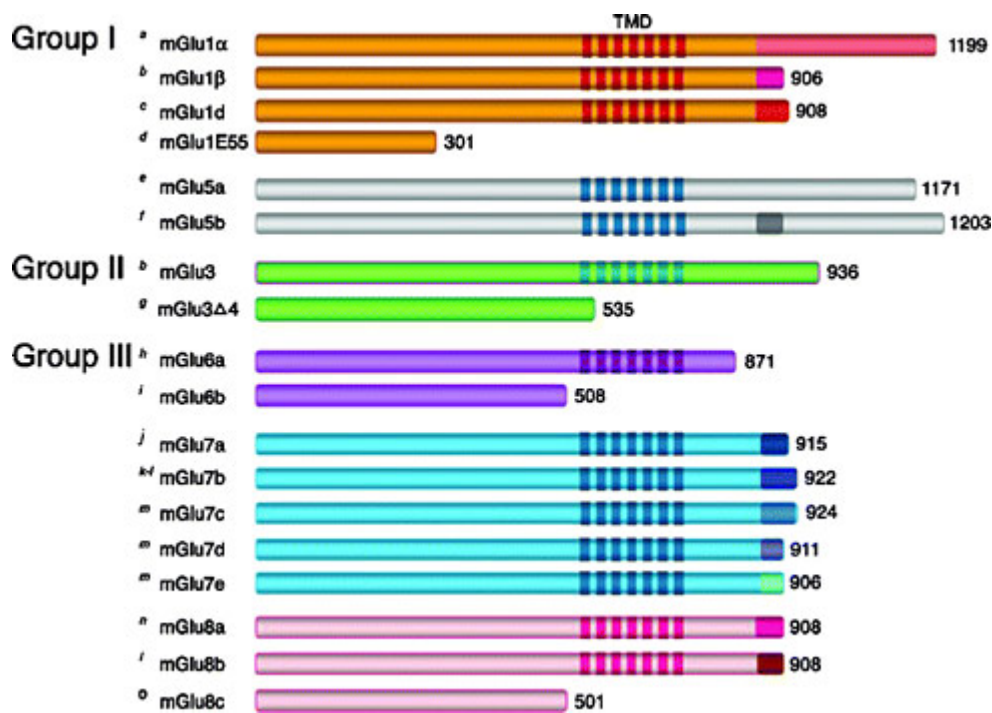 TMD
Group I a mGlu1α 1199
b mGlu1β 906
c mGlu1d 908
d mGlu1E55 301
e mGlu5a 1171
f mGlu5b 1203
Group II b mGlu3 936
g mGlu3Δ4 535
Group III h mGlu6a 871
i mGlu6b 508
j mGlu7a 915
k-l mGlu7b 922
m mGlu7c 924
m mGlu7d 911
m mGlu7e 906
n mGlu8a 908
mGlu8b 908
o mGlu8c 501